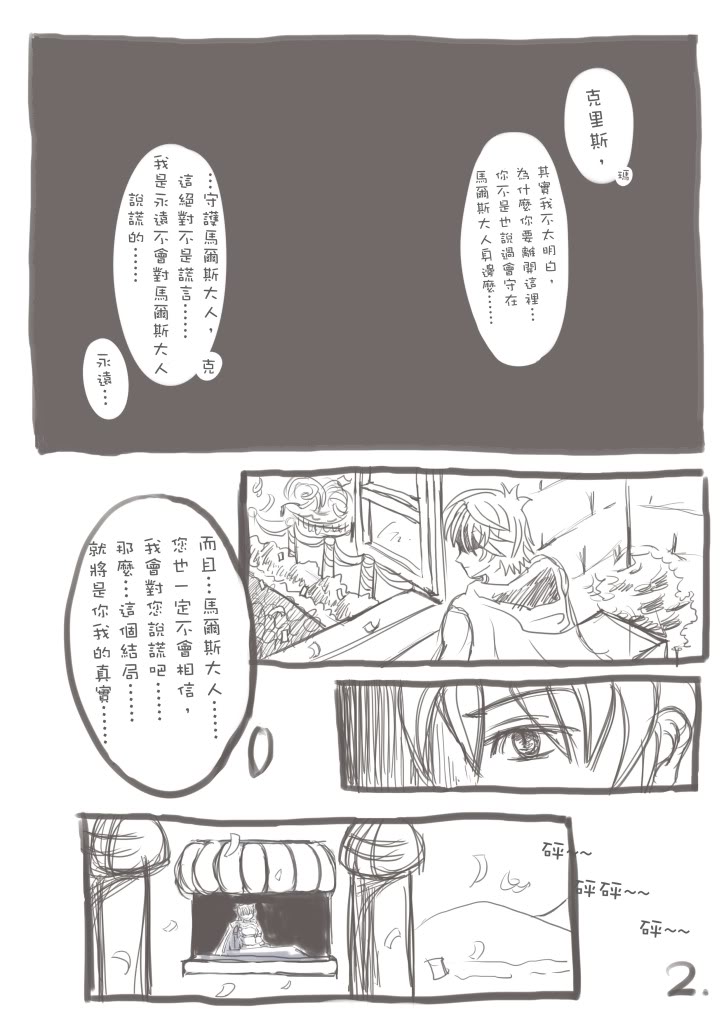 克里斯，
瑪
其實我不太明白，
為什麼你要離開這裡…
你不是也說過會守在
馬爾斯大人身邊麼……
…守護馬爾斯大人，
這絕對不是謊言……
我是永遠不會對馬爾斯大人
說謊的……
克
永遠…
而且…馬爾斯大人……
您也一定不會相信，
我會對您說謊吧……
那麼…這個結局……
就將是你我的真實……
砰~~
砰砰~~
砰~~
2.